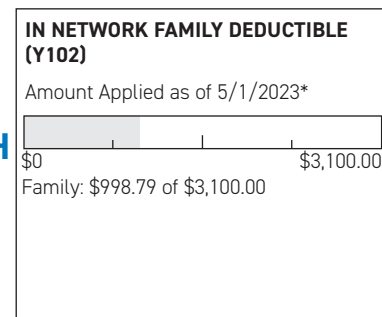 IN NETWORK FAMILY DEDUCTIBLE
(Y102)
Amount Applied as of 5/1/2023*
H
$0 $3,100.00
Family: $998.79 of $3,100.00